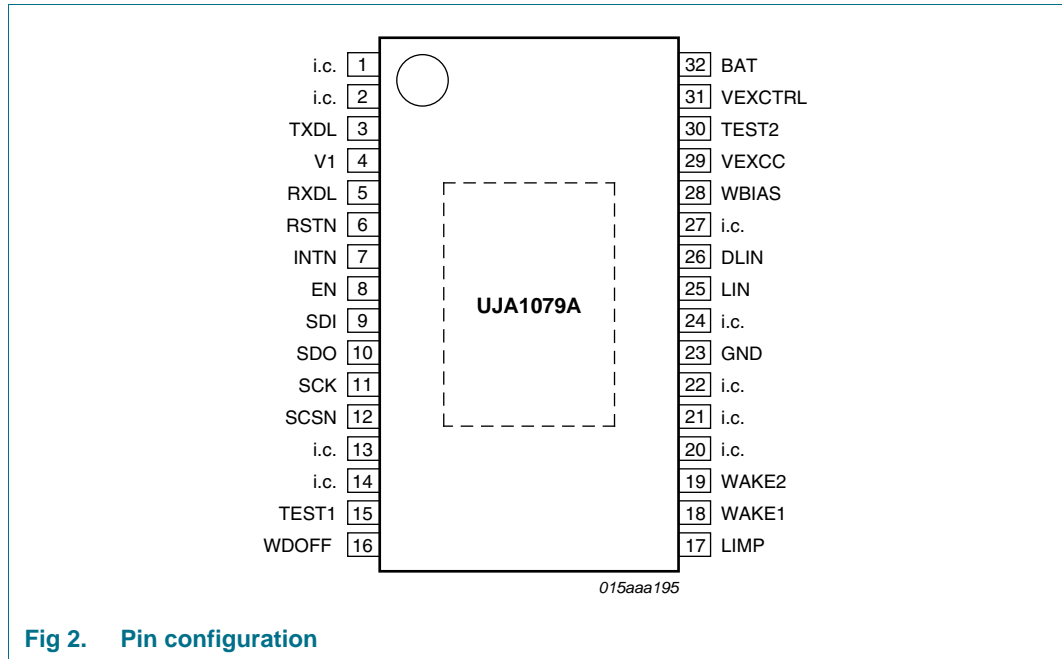 i.c. 1 32 BAT
i.c. 2 31 VEXCTRL
TXDL 3 30 TEST2
V1 4 29 VEXCC
RXDL 5 28 WBIAS
RSTN 6 27 i.c.
INTN 7 26 DLIN
EN 8 25 LIN
UJA1079A
SDI 9 24 i.c.
SDO 10 23 GND
SCK 11 22 i.c.
SCSN 12 21 i.c.
i.c. 13 20 i.c.
i.c. 14 19 WAKE2
TEST1 15 18 WAKE1
WDOFF 16 17 LIMP
015aaa195
Fig 2. Pin configuration